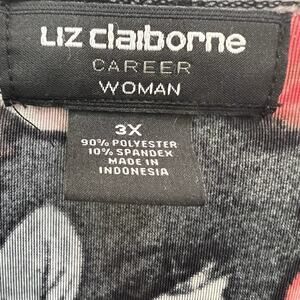 Liz claiborne
CAREER
WOMAN
3X
90% POLYESTER
10% SPANDEX
MADE IN
INDONESIA